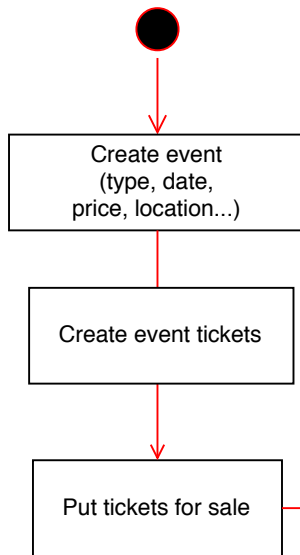 Create event
(type, date,
price, location...)
Create event tickets
Put tickets for sale